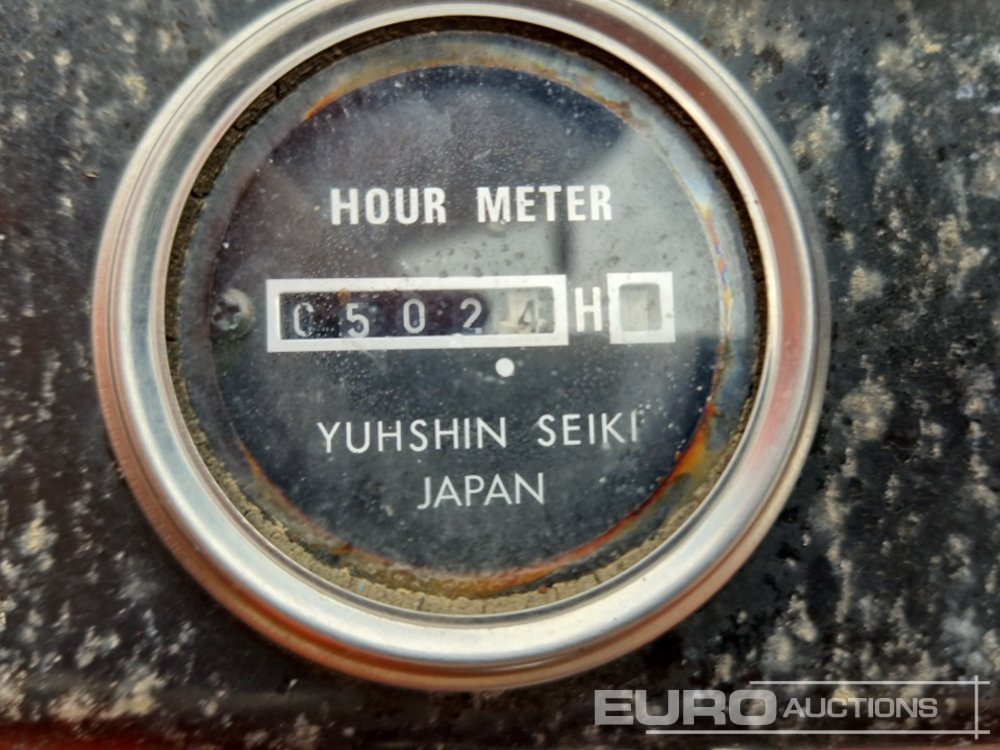 HOUR METER
05024 H
YUHSHIN SEIKI
JAPAN
EURO AUCTIONS